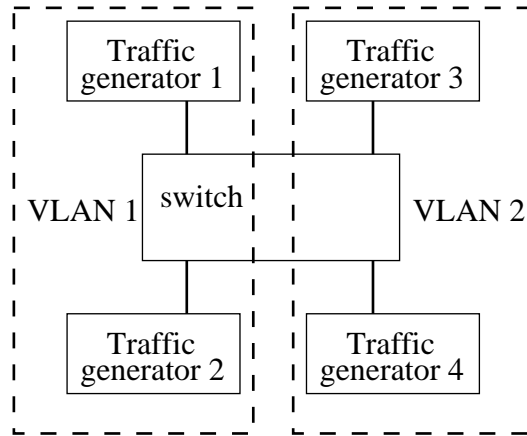 Traffic
generator 1
Traffic
generator 3
VLAN 1
switch
VLAN 2
Traffic
generator 2
Traffic
generator 4